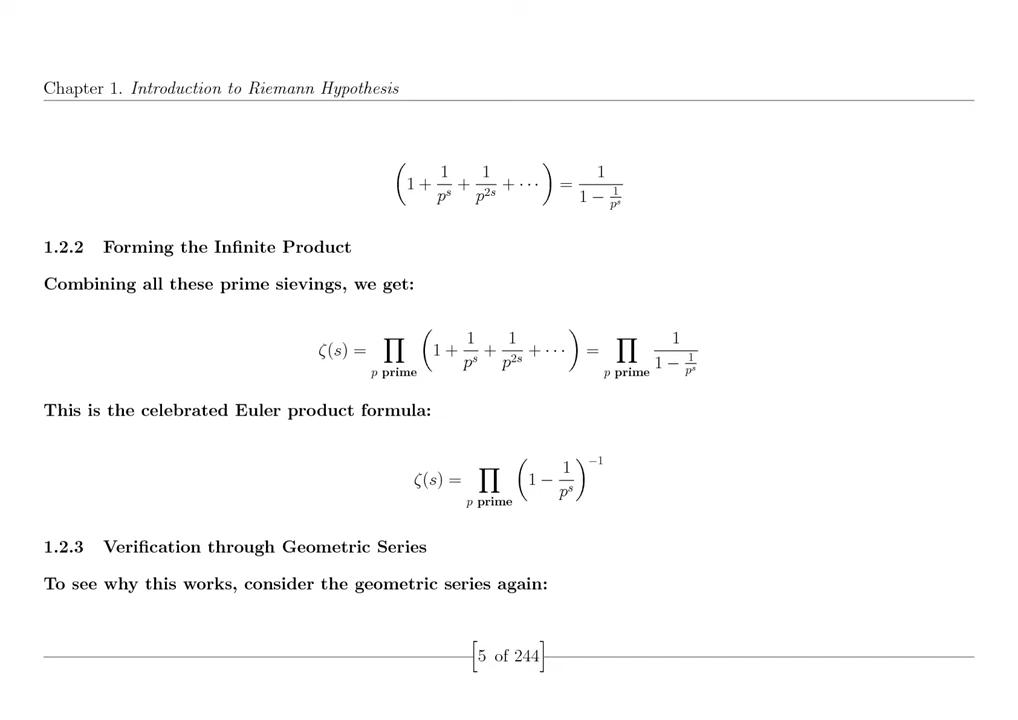 Chapter 1. Introduction to Riemann Hypothesis
(1 + 1/p^s + 1/p^{2s} + ···) = 1/(1 − 1/p^s)
1.2.2 Forming the Infinite Product
Combining all these prime sievings, we get:
ζ(s) = ∏_{p prime} (1 + 1/p^s + 1/p^{2s} + ···) = ∏_{p prime} 1/(1 − 1/p^s)
This is the celebrated Euler product formula:
ζ(s) = ∏_{p prime} (1 − 1/p^s)^{−1}
1.2.3 Verification through Geometric Series
To see why this works, consider the geometric series again:
[5 of 244]